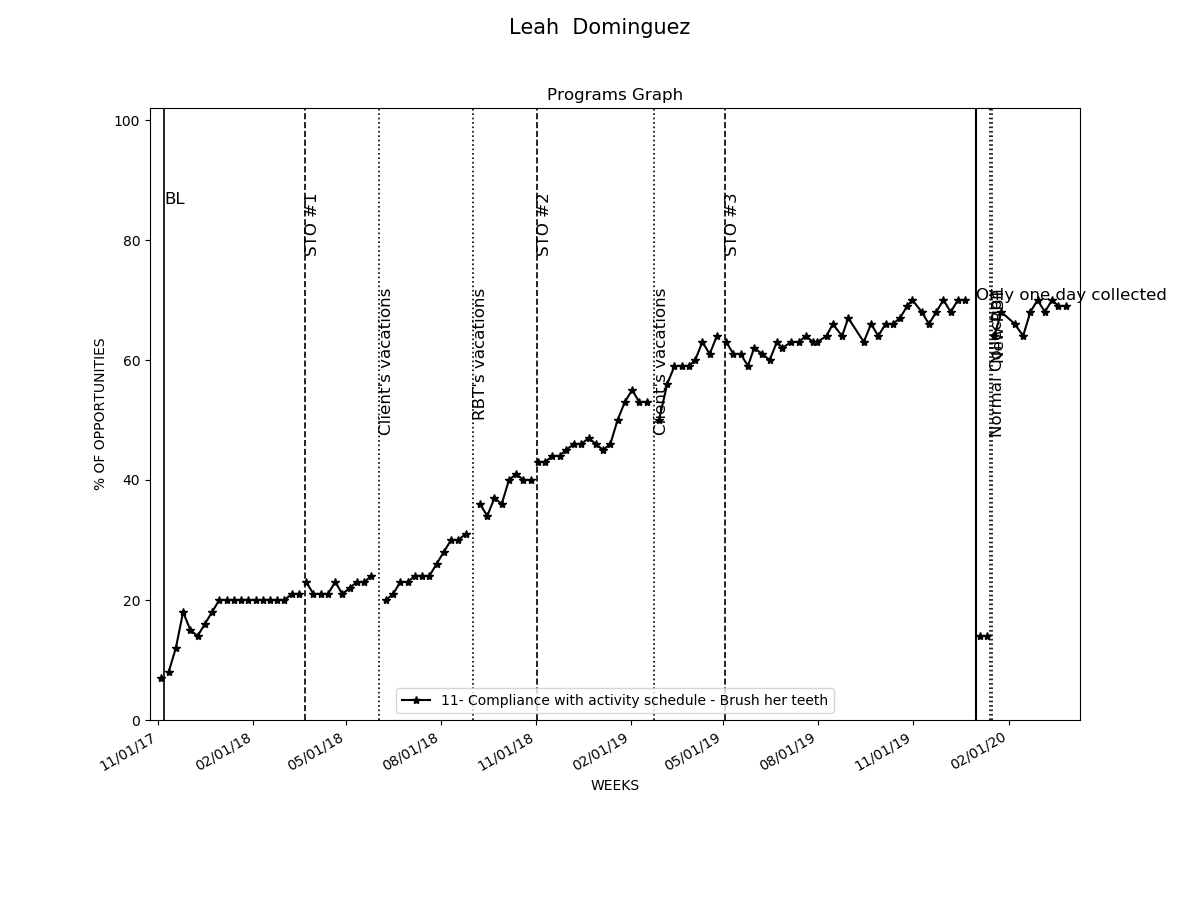 Leah  Dominguez
Programs Graph
100
80
60
40
20
0
% OF OPPORTUNITIES
BL
STO #1
Client's vacations
RBT's vacations
STO #2
Client's vacations
STO #3
Only one day collected
Normal
New RBT
11- Compliance with activity schedule - Brush her teeth
11/01/17
02/01/18
05/01/18
08/01/18
11/01/18
02/01/19
05/01/19
08/01/19
11/01/19
02/01/20
WEEKS